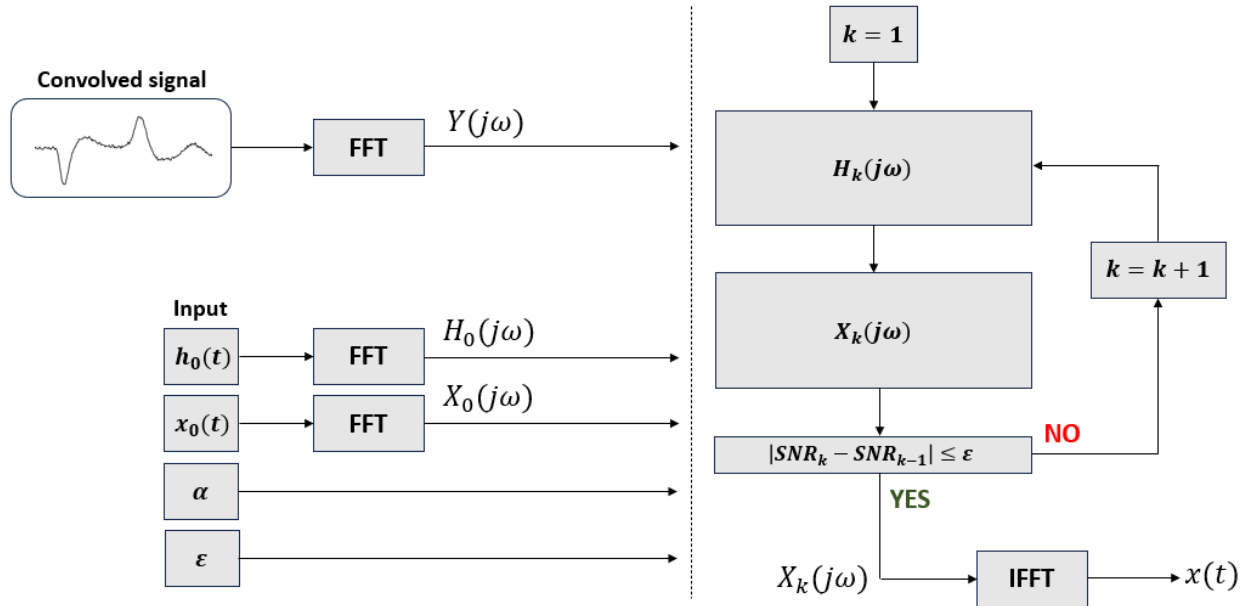 Convolved signal
FFT
Y(jω)
Input
h₀(t)
FFT
H₀(jω)
x₀(t)
FFT
X₀(jω)
α
ε
k = 1
Hₖ(jω)
k = k + 1
Xₖ(jω)
|SNRₖ − SNRₖ₋₁| ≤ ε
NO
YES
Xₖ(jω)
IFFT
x(t)